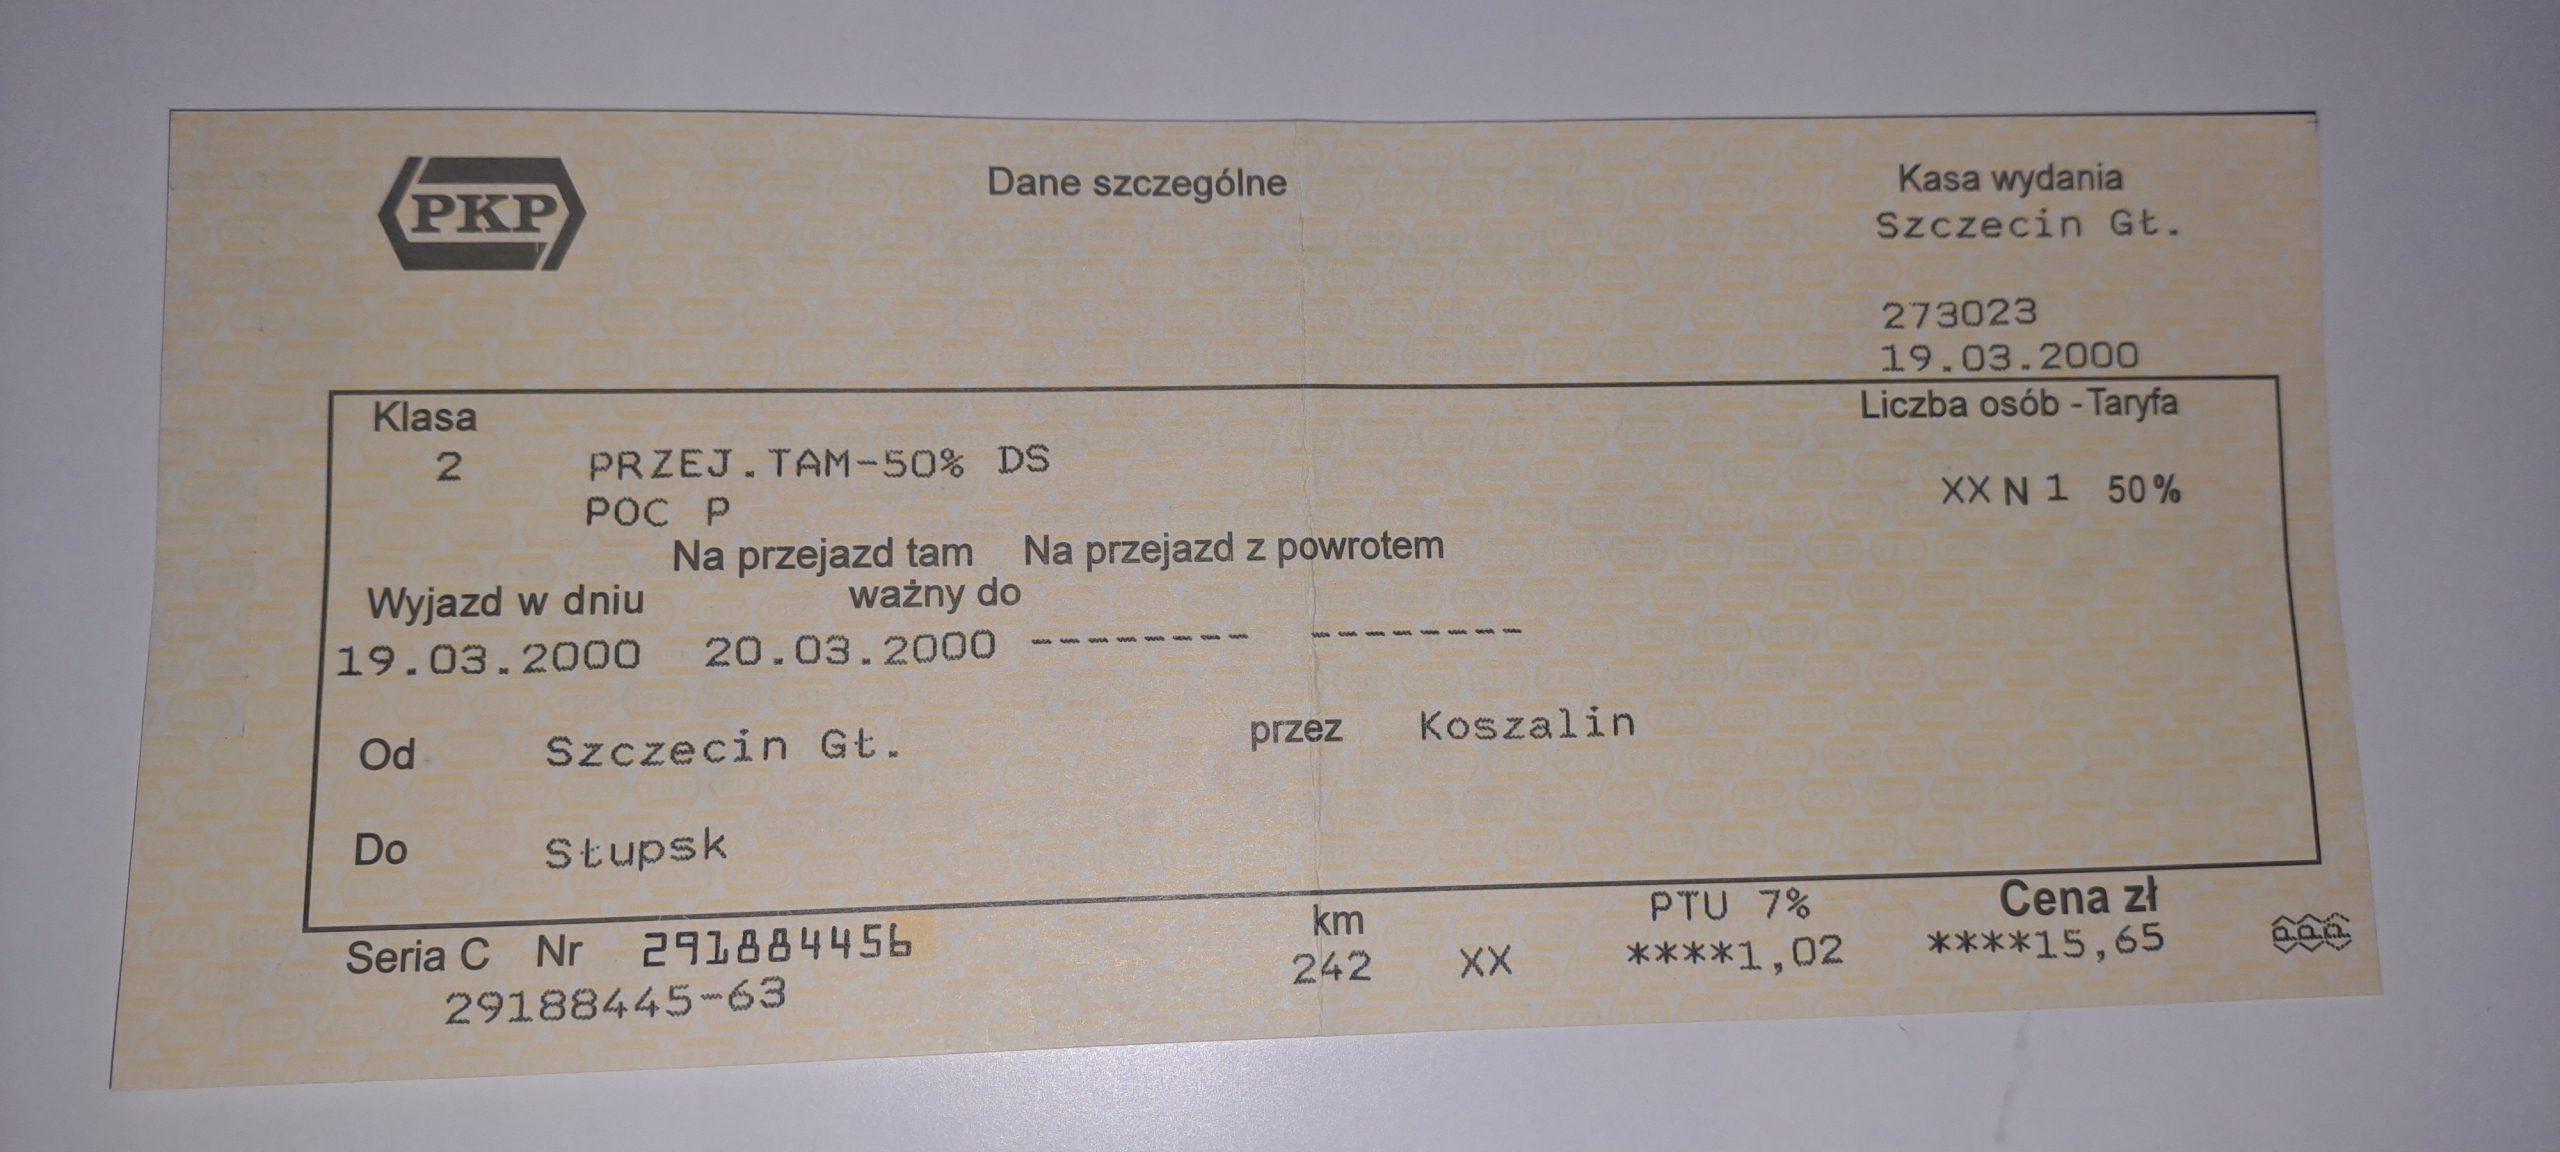 PKP
Dane szczególne
Kasa wydania
Szczecin Gł.
273023
19.03.2000
Klasa
Liczba osób - Taryfa
2 PRZEJ.TAM-50% DS
XX N 1 50%
POC P
Na przejazd tam Na przejazd z powrotem
Wyjazd w dniu ważny do
19.03.2000 20.03.2000 -------- --------
Od Szczecin Gł. przez Koszalin
Do Słupsk
km PTU 7% Cena zł
Seria C Nr 291884456 242 XX ****1,02 ****15,65
29188445-63